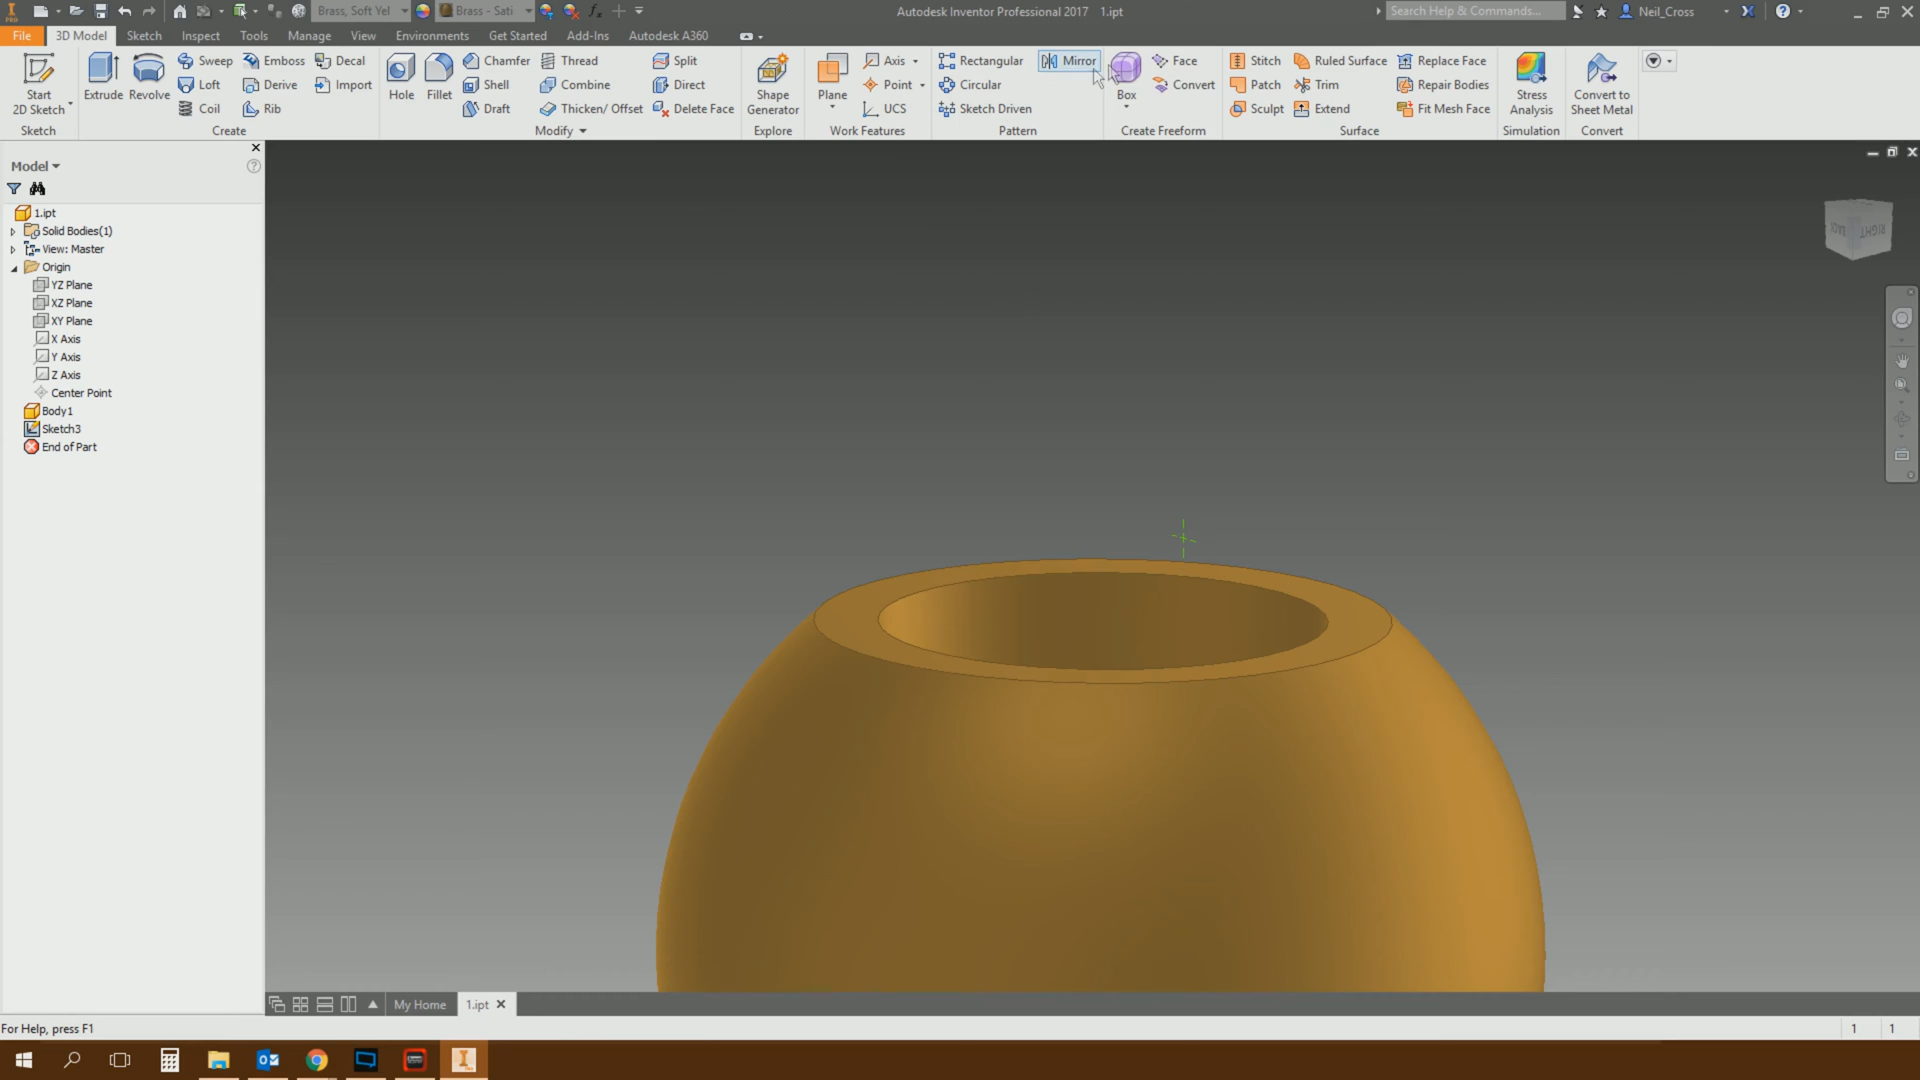 Brass, Soft Yel
Brass - Sati
Autodesk Inventor Professional 2017 1.ipt
Search Help & Commands...
Neil_Cross
PRO
File
3D Model
Sketch
Inspect
Tools
Manage
View
Environments
Get Started
Add-Ins
Autodesk A360
Start
2D Sketch
Sketch
Extrude
Revolve
Sweep
Loft
Coil
Emboss
Derive
Rib
Decal
Import
Create
Hole
Fillet
Chamfer
Shell
Draft
Thread
Combine
Thicken/ Offset
Split
Direct
Delete Face
Modify
Shape
Generator
Explore
Plane
Axis
Point
UCS
Work Features
Rectangular
Circular
Sketch Driven
Mirror
Pattern
Box
Face
Convert
Create Freeform
Stitch
Patch
Sculpt
Ruled Surface
Trim
Extend
Replace Face
Repair Bodies
Fit Mesh Face
Surface
Stress
Analysis
Simulation
Convert to
Sheet Metal
Convert
Model
1.ipt
Solid Bodies(1)
View: Master
Origin
YZ Plane
XZ Plane
XY Plane
X Axis
Y Axis
Z Axis
Center Point
Body1
Sketch3
End of Part
RIGHT
My Home
1.ipt
For Help, press F1
1
1